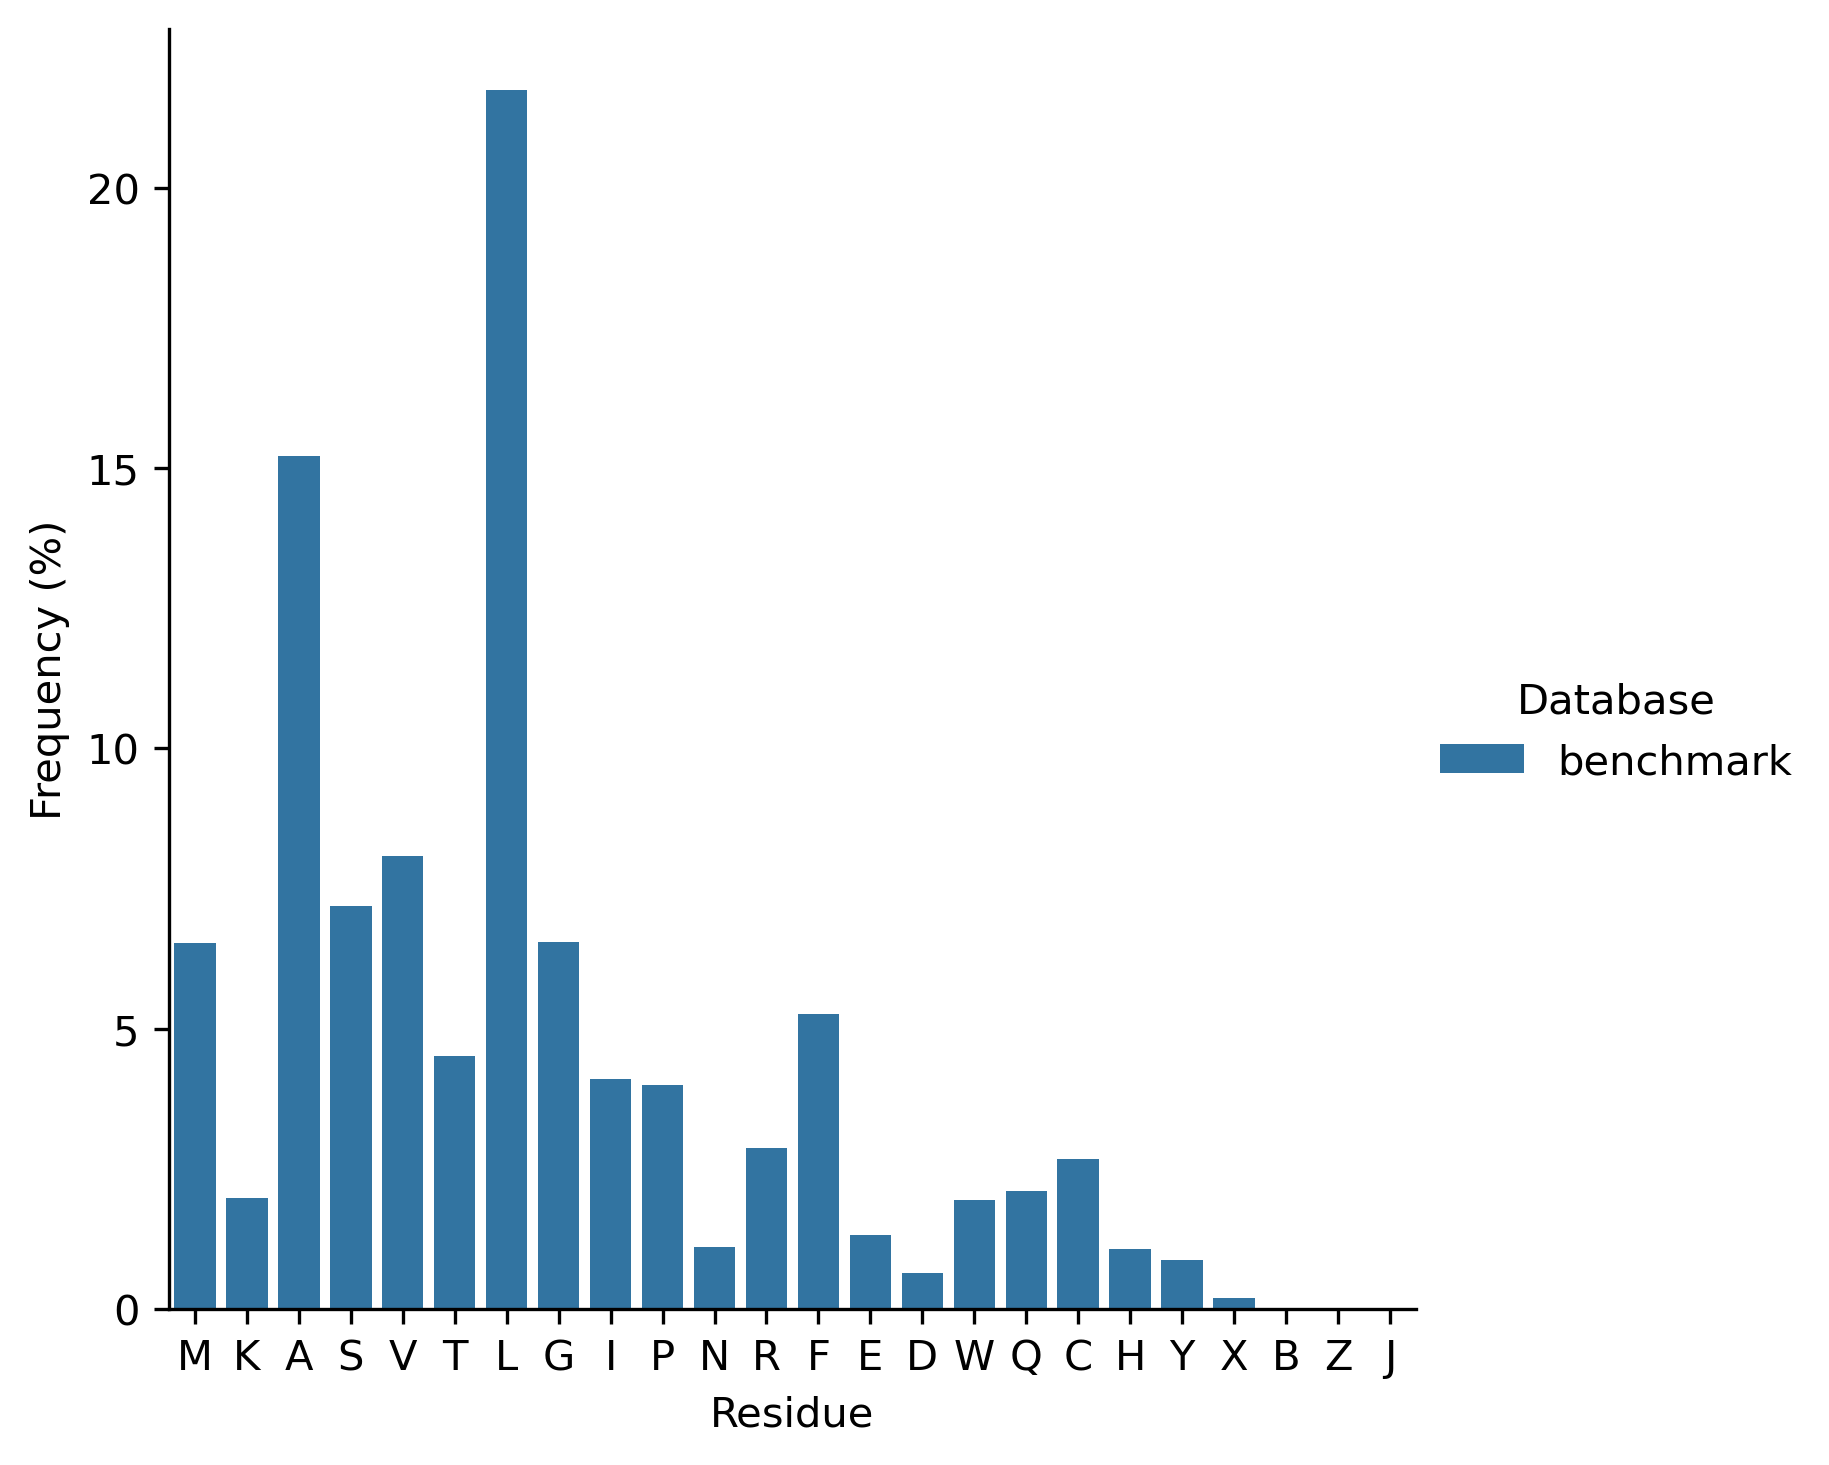 Frequency (%)
20
15
10
5
0
M K A S V T L G I P N R F E D W Q C H Y X B Z J
Residue
Database
benchmark